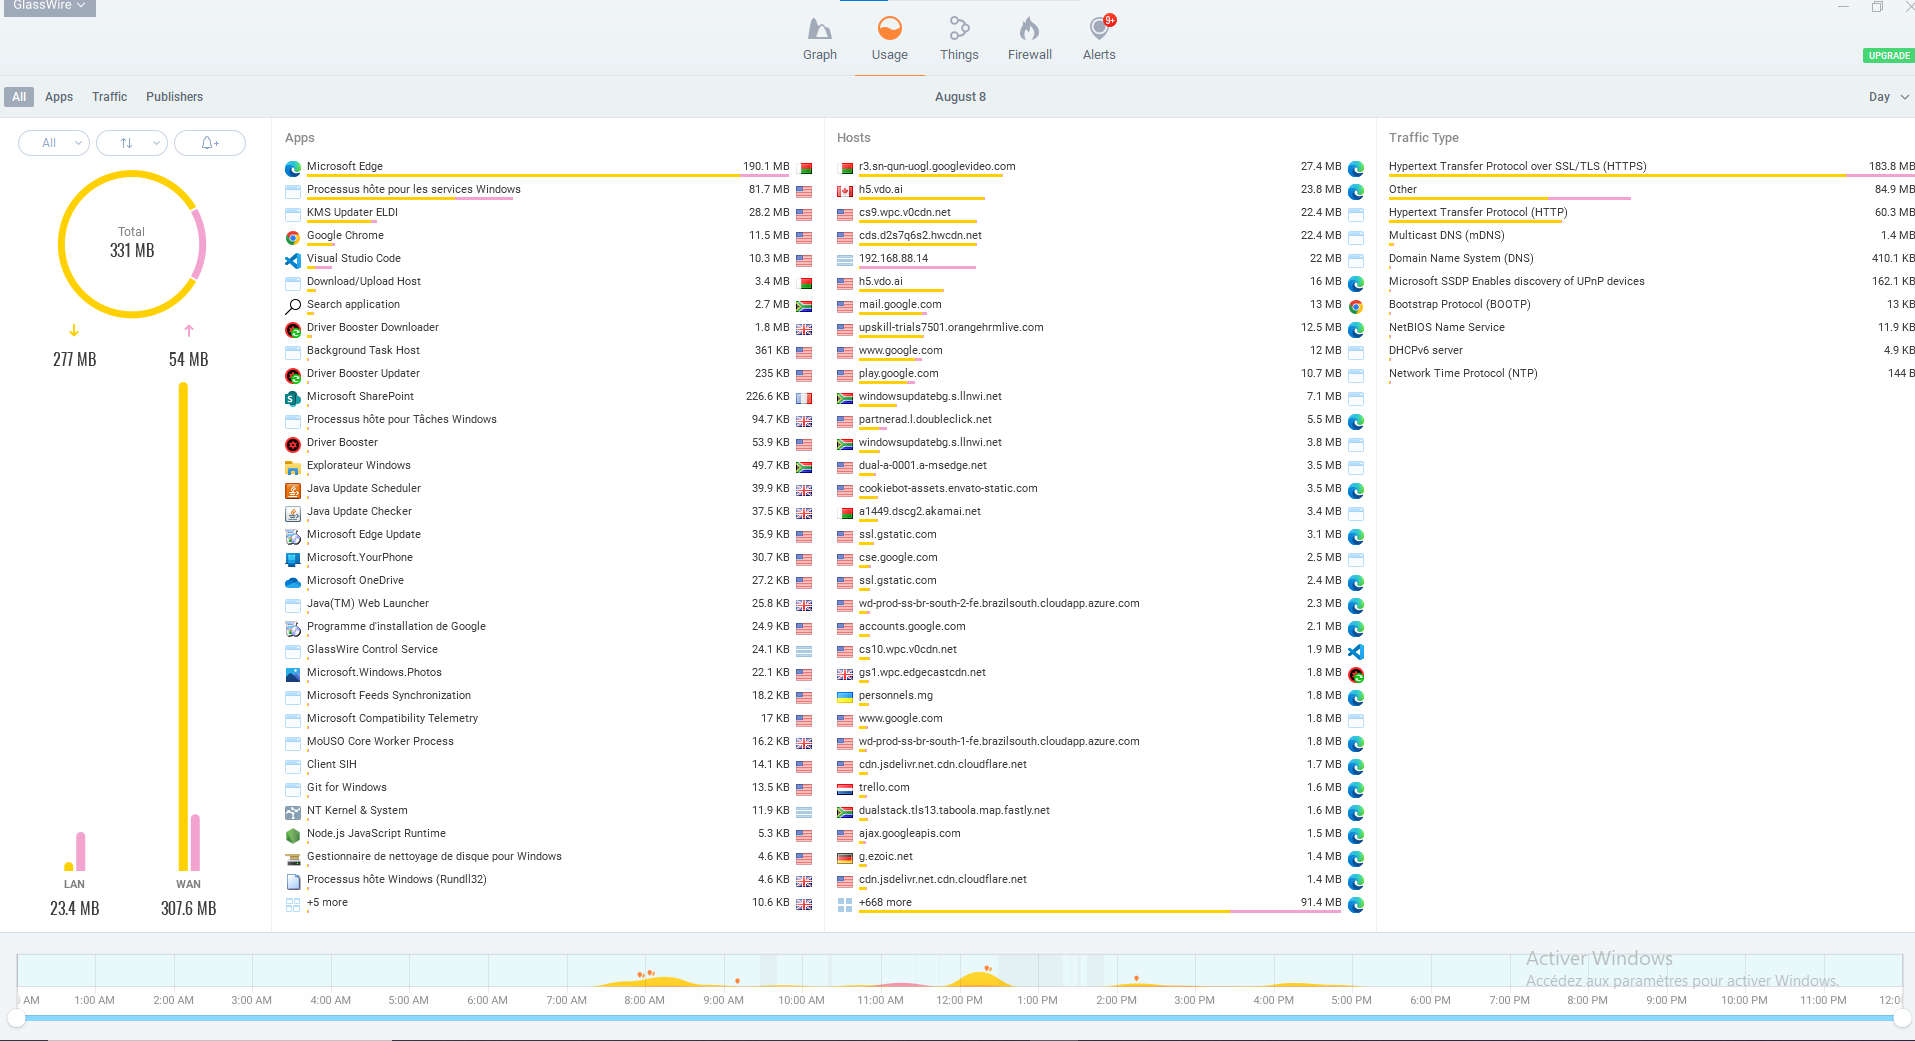 GlassWire
Graph
Usage
Things
Firewall
9+
Alerts
UPGRADE
All
Apps
Traffic
Publishers
August 8
Day
All
Total
331 MB
277 MB
54 MB
LAN
WAN
23.4 MB
307.6 MB
Apps
Microsoft Edge 190.1 MB
Processus hôte pour les services Windows 81.7 MB
KMS Updater ELDI 28.2 MB
Google Chrome 11.5 MB
Visual Studio Code 10.3 MB
Download/Upload Host 3.4 MB
Search application 2.7 MB
Driver Booster Downloader 1.8 MB
Background Task Host 361 KB
Driver Booster Updater 235 KB
Microsoft SharePoint 226.6 KB
Processus hôte pour Tâches Windows 94.7 KB
Driver Booster 53.9 KB
Explorateur Windows 49.7 KB
Java Update Scheduler 39.9 KB
Java Update Checker 37.5 KB
Microsoft Edge Update 35.9 KB
Microsoft.YourPhone 30.7 KB
Microsoft OneDrive 27.2 KB
Java(TM) Web Launcher 25.8 KB
Programme d'installation de Google 24.9 KB
GlassWire Control Service 24.1 KB
Microsoft.Windows.Photos 22.1 KB
Microsoft Feeds Synchronization 18.2 KB
Microsoft Compatibility Telemetry 17 KB
MoUSO Core Worker Process 16.2 KB
Client SIH 14.1 KB
Git for Windows 13.5 KB
NT Kernel & System 11.9 KB
Node.js JavaScript Runtime 5.3 KB
Gestionnaire de nettoyage de disque pour Windows 4.6 KB
Processus hôte Windows (Rundll32) 4.6 KB
+5 more 10.6 KB
Hosts
r3.sn-qun-uogl.googlevideo.com 27.4 MB
h5.vdo.ai 23.8 MB
cs9.wpc.v0cdn.net 22.4 MB
cds.d2s7q6s2.hwcdn.net 22.4 MB
192.168.88.14 22 MB
h5.vdo.ai 16 MB
mail.google.com 13 MB
upskill-trials7501.orangehrmlive.com 12.5 MB
www.google.com 12 MB
play.google.com 10.7 MB
windowsupdatebg.s.llnwi.net 7.1 MB
partnerad.l.doubleclick.net 5.5 MB
windowsupdatebg.s.llnwi.net 3.8 MB
dual-a-0001.a-msedge.net 3.5 MB
cookiebot-assets.envato-static.com 3.5 MB
a1449.dscg2.akamai.net 3.4 MB
ssl.gstatic.com 3.1 MB
cse.google.com 2.5 MB
ssl.gstatic.com 2.4 MB
wd-prod-ss-br-south-2-fe.brazilsouth.cloudapp.azure.com 2.3 MB
accounts.google.com 2.1 MB
cs10.wpc.v0cdn.net 1.9 MB
gs1.wpc.edgecastcdn.net 1.8 MB
personnels.mg 1.8 MB
www.google.com 1.8 MB
wd-prod-ss-br-south-1-fe.brazilsouth.cloudapp.azure.com 1.8 MB
cdn.jsdelivr.net.cdn.cloudflare.net 1.7 MB
trello.com 1.6 MB
dualstack.tls13.taboola.map.fastly.net 1.6 MB
ajax.googleapis.com 1.5 MB
g.ezoic.net 1.4 MB
cdn.jsdelivr.net.cdn.cloudflare.net 1.4 MB
+668 more 91.4 MB
Traffic Type
Hypertext Transfer Protocol over SSL/TLS (HTTPS) 183.8 MB
Other 84.9 MB
Hypertext Transfer Protocol (HTTP) 60.3 MB
Multicast DNS (mDNS) 1.4 MB
Domain Name System (DNS) 410.1 KB
Microsoft SSDP Enables discovery of UPnP devices 162.1 KB
Bootstrap Protocol (BOOTP) 13 KB
NetBIOS Name Service 11.9 KB
DHCPv6 server 4.9 KB
Network Time Protocol (NTP) 144 B
Activer Windows
Accédez aux paramètres pour activer Windows.
AM 1:00 AM 2:00 AM 3:00 AM 4:00 AM 5:00 AM 6:00 AM 7:00 AM 8:00 AM 9:00 AM 10:00 AM 11:00 AM 12:00 PM 1:00 PM 2:00 PM 3:00 PM 4:00 PM 5:00 PM 6:00 PM 7:00 PM 8:00 PM 9:00 PM 10:00 PM 11:00 PM 12:0